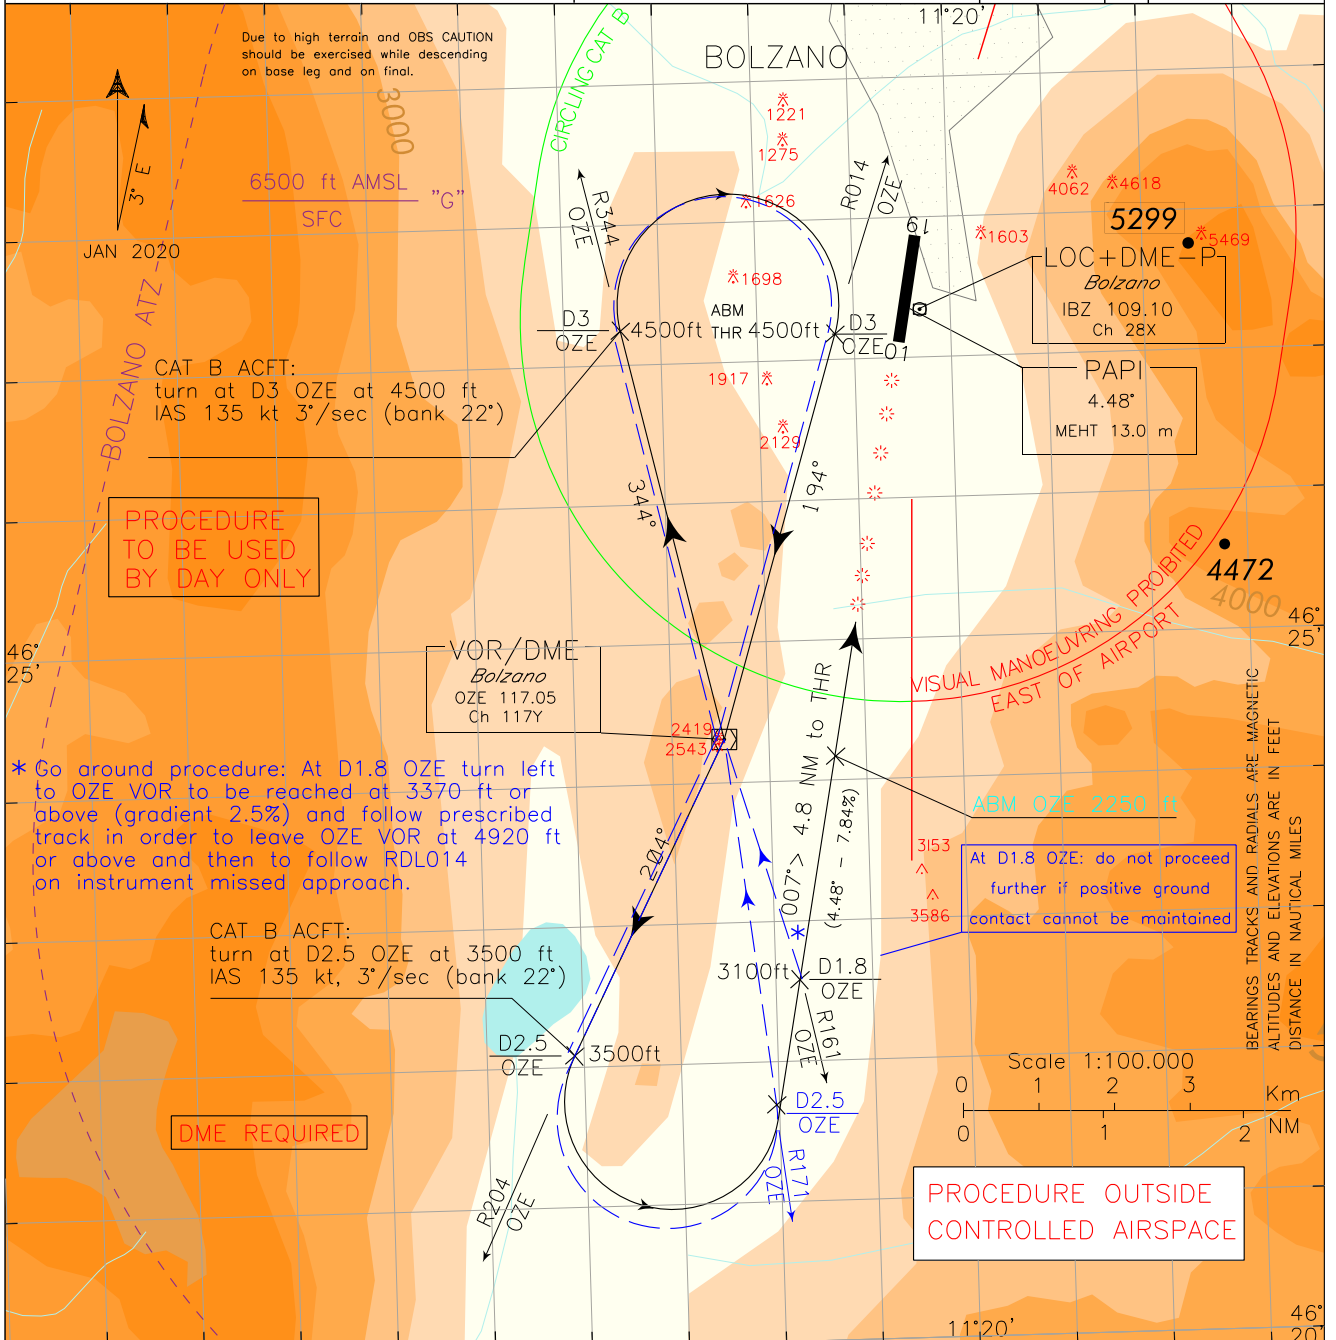 11°20'
Due to high terrain and OBS CAUTION
should be exercised while descending
on base leg and on final.
CIRCLING CAT B
BOLZANO
3000
1221
1275
3° E
JAN 2020
6500 ft AMSL
SFC
"G"
R344
OZE
1626
R014
OZE
19
4062
4618
5299
1603
5469
LOC+DME-P
Bolzano
IBZ 109.10
Ch 28X
1698
BOLZANO ATZ
D3
OZE
4500ft
ABM
THR 4500ft
D3
OZE
01
CAT B ACFT:
turn at D3 OZE at 4500 ft
IAS 135 kt 3°/sec (bank 22°)
1917
PAPI
4.48°
MEHT 13.0 m
2129
344°
194°
PROCEDURE
TO BE USED
BY DAY ONLY
4472
4000
VISUAL MANOEUVRING PROIBITED
EAST OF AIRPORT
46°
25'
46°
25'
VOR/DME
Bolzano
OZE 117.05
Ch 117Y
2419
2543
007°> 4.8 NM to THR
(4.48° - 7.84%)
* Go around procedure: At D1.8 OZE turn left
to OZE VOR to be reached at 3370 ft or
above (gradient 2.5%) and follow prescribed
track in order to leave OZE VOR at 4920 ft
or above and then to follow RDL014
on instrument missed approach.
204°
ABM OZE 2250 ft
3153
3586
At D1.8 OZE: do not proceed
further if positive ground
contact cannot be maintained
BEARINGS TRACKS AND RADIALS ARE MAGNETIC
ALTITUDES AND ELEVATIONS ARE IN FEET
DISTANCE IN NAUTICAL MILES
CAT B ACFT:
turn at D2.5 OZE at 3500 ft
IAS 135 kt, 3°/sec (bank 22°)
*
3100ft
D1.8
OZE
R161
OZE
D2.5
OZE
3500ft
Scale 1:100.000
0 1 2 3 Km
0 1 2 NM
D2.5
OZE
DME REQUIRED
R171
OZE
R204
OZE
PROCEDURE OUTSIDE
CONTROLLED AIRSPACE
11°20'
46°
20'